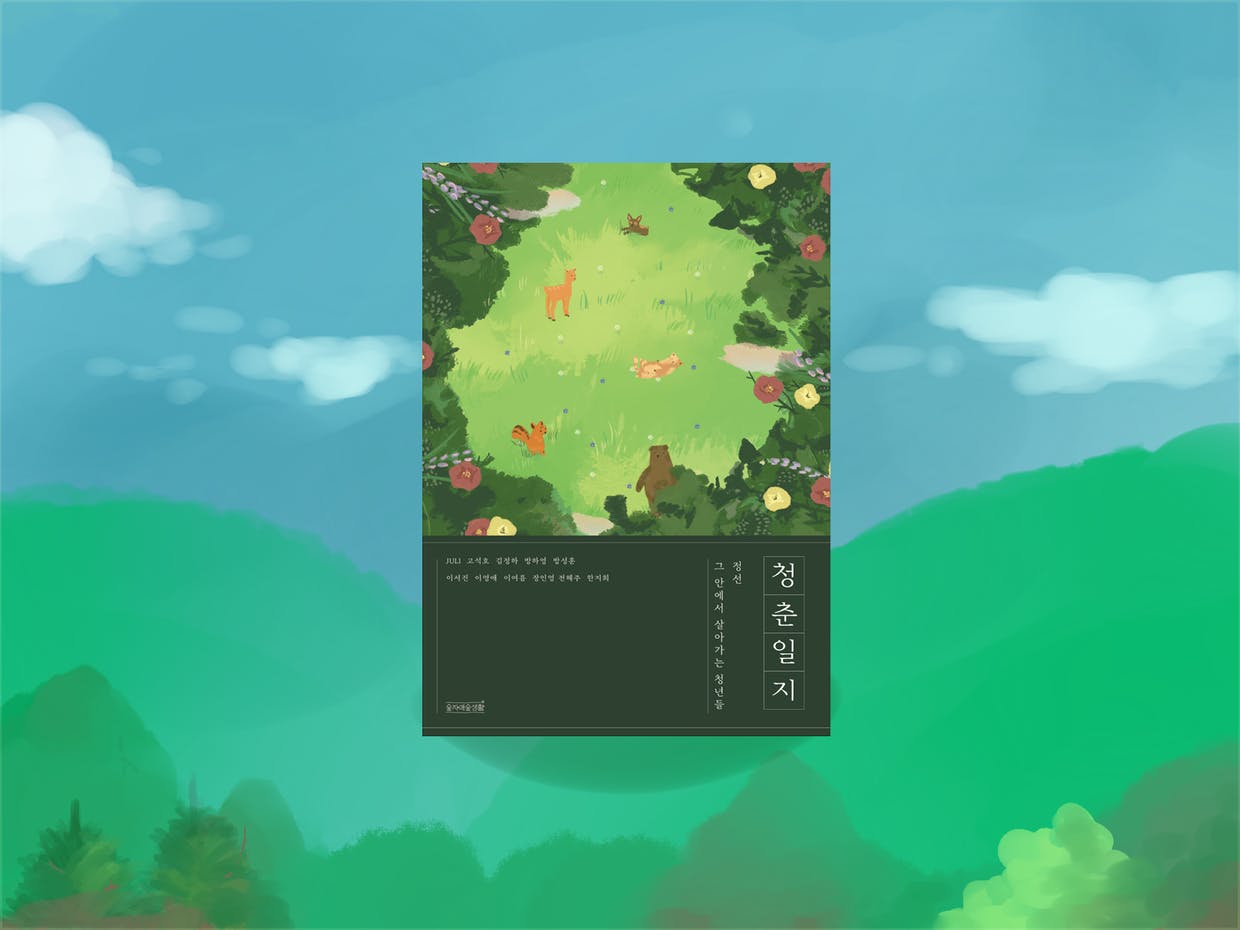 JULI 고석호 김정하 방하영 방성훈
이서진 이영애 이여름 장인영 전혜주 한지희
청춘일지
정선
그 안에서 살아가는 청년들